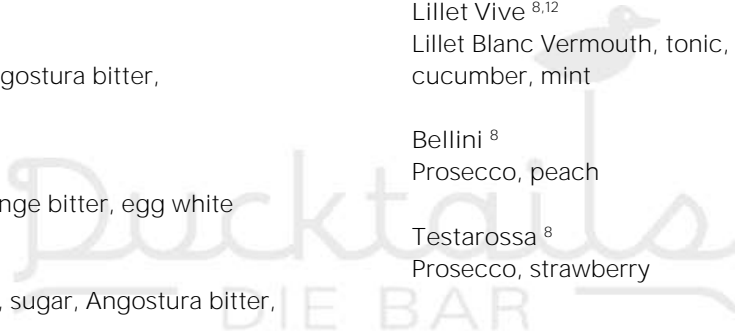 gostura bitter,
nge bitter, egg white
, sugar, Angostura bitter,
Lillet Vive 8,12
Lillet Blanc Vermouth, tonic,
cucumber, mint
Bellini 8
Prosecco, peach
Testarossa 8
Prosecco, strawberry
Ducktails
DIE BAR